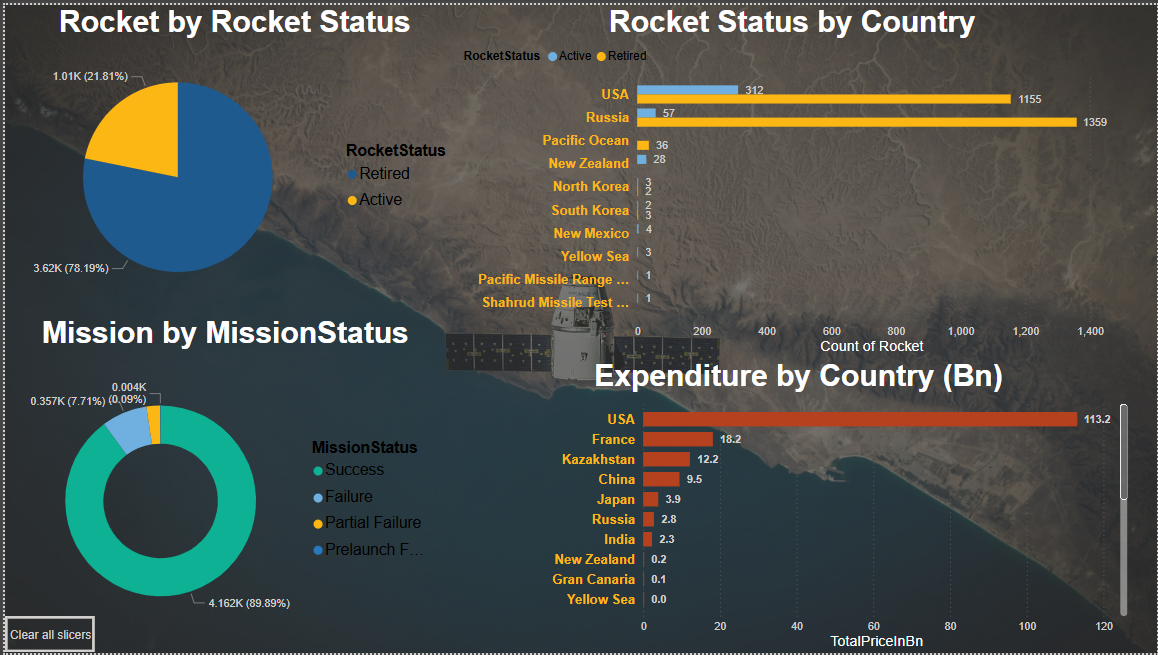 Rocket by Rocket Status
1.01K (21.81%)
3.62K (78.19%)
RocketStatus
Retired
Active
Rocket Status by Country
RocketStatus Active Retired
USA 312
1155
Russia 57
1359
Pacific Ocean 36
New Zealand 28
North Korea 3
2
South Korea 2
3
New Mexico 4
Yellow Sea 3
Pacific Missile Range ... 1
Shahrud Missile Test ... 1
0 200 400 600 800 1,000 1,200 1,400
Count of Rocket
Mission by MissionStatus
0.004K
(0.09%)
0.357K (7.71%)
4.162K (89.89%)
MissionStatus
Success
Failure
Partial Failure
Prelaunch F...
Clear all slicers
Expenditure by Country (Bn)
USA 113.2
France 18.2
Kazakhstan 12.2
China 9.5
Japan 3.9
Russia 2.8
India 2.3
New Zealand 0.2
Gran Canaria 0.1
Yellow Sea 0.0
0 20 40 60 80 100 120
TotalPriceInBn